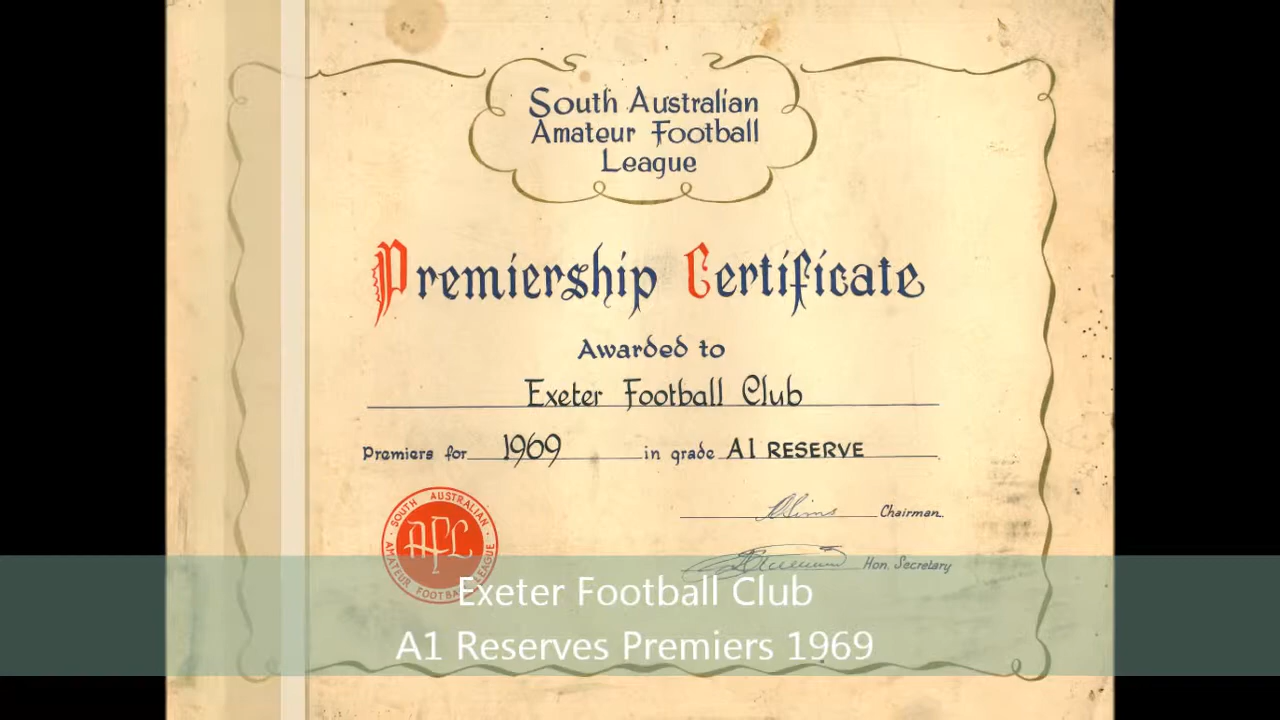 South Australian
Amateur Football
League
Premiership Certificate
Awarded to
Exeter Football Club
Premiers for 1969 in grade A1 RESERVE
Chairman.
Hon. Secretary
SOUTH AUSTRALIAN
AFL
AMATEUR FOOTBALL LEAGUE
Exeter Football Club
A1 Reserves Premiers 1969